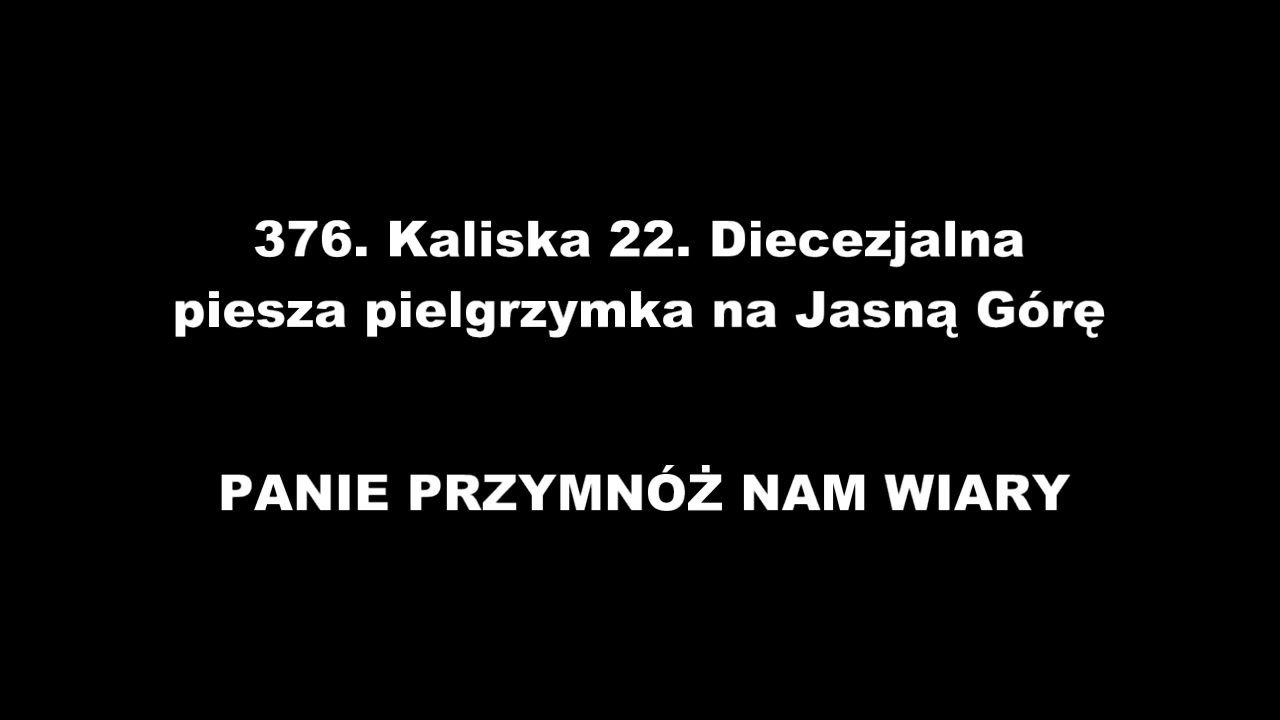 376. Kaliska 22. Diecezjalna
piesza pielgrzymka na Jasną Górę
PANIE PRZYMNÓŻ NAM WIARY